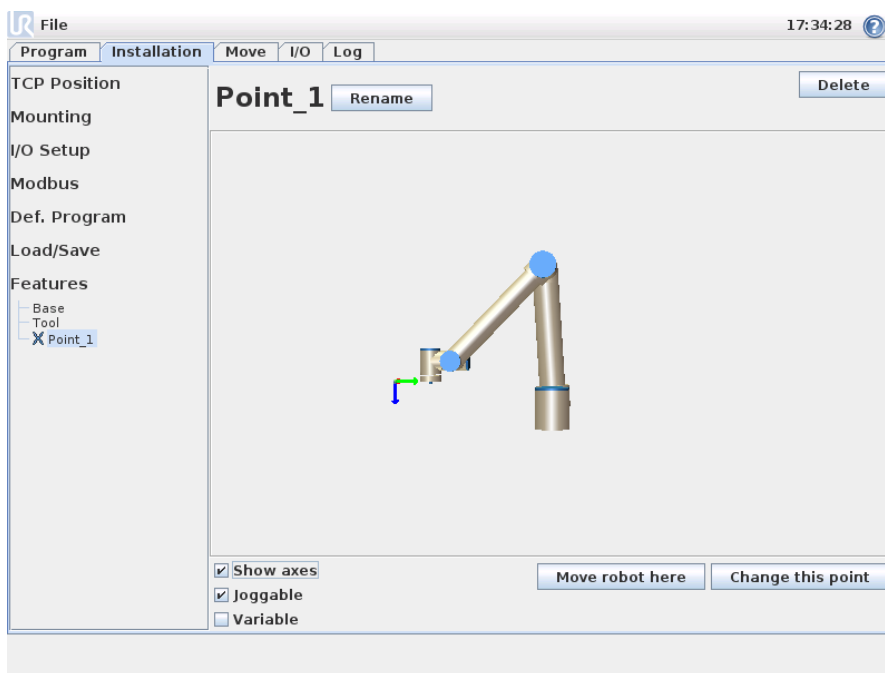 UR File 17:34:28 ?
Program Installation Move I/O Log
TCP Position
Mounting
I/O Setup
Modbus
Def. Program
Load/Save
Features
Base
Tool
Point_1
Point_1 Rename Delete
Show axes
Joggable
Variable
Move robot here Change this point